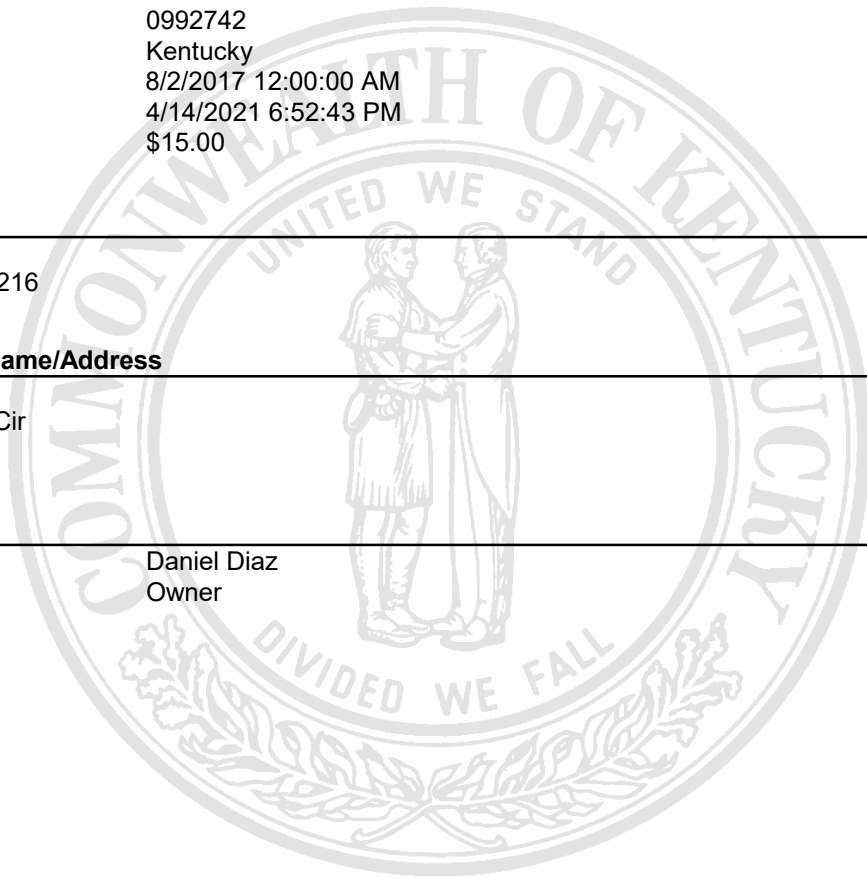 0992742
Kentucky
8/2/2017 12:00:00 AM
4/14/2021 6:52:43 PM
$15.00
216
ame/Address
Cir
Daniel Diaz
Owner
COMMONWEALTH OF KENTUCKY
UNITED WE STAND
DIVIDED WE FALL